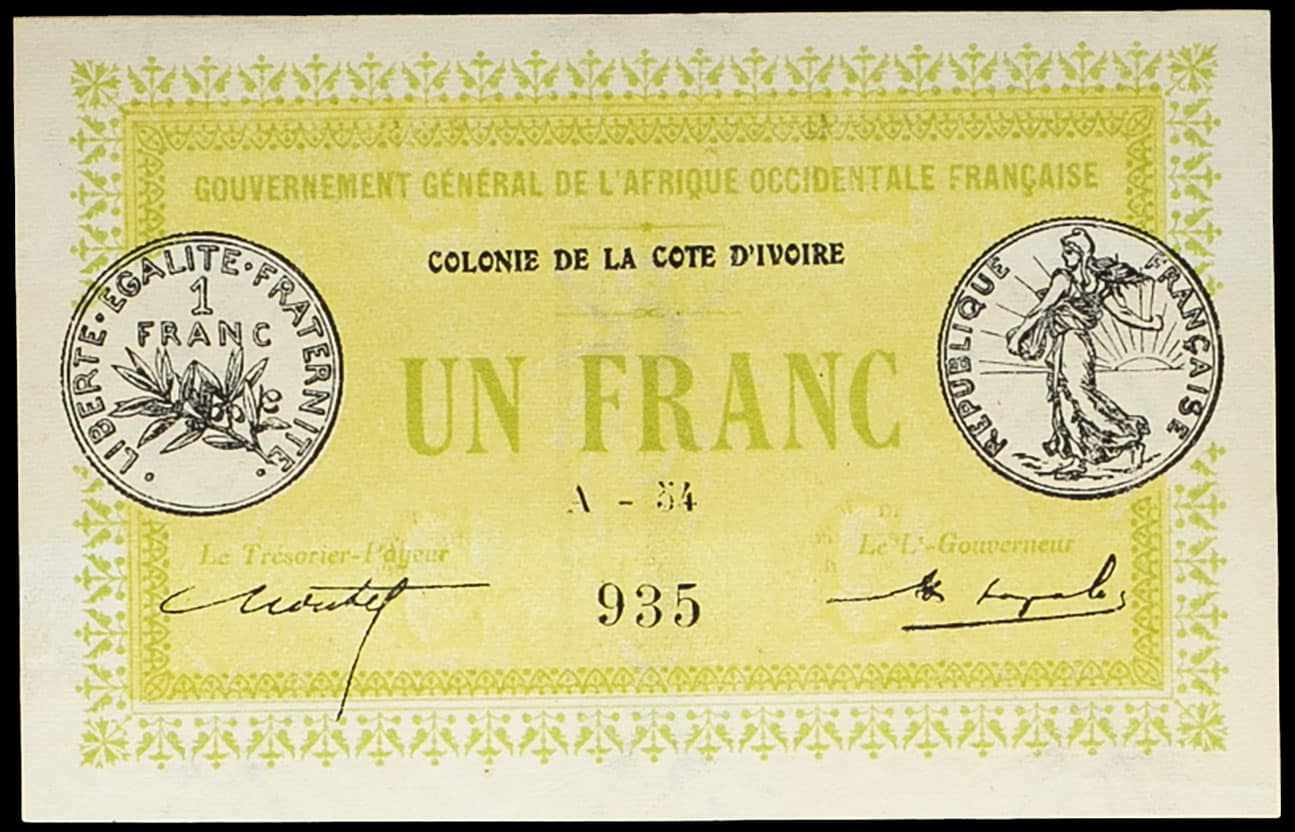 GOUVERNEMENT GÉNÉRAL DE L'AFRIQUE OCCIDENTALE FRANÇAISE
COLONIE DE LA COTE D'IVOIRE
LIBERTE · EGALITE · FRATERNITE
1
FRANC
REPUBLIQUE FRANÇAISE
UN FRANC
A - 54
Le Trésorier-Payeur
Le Lt-Gouverneur
935